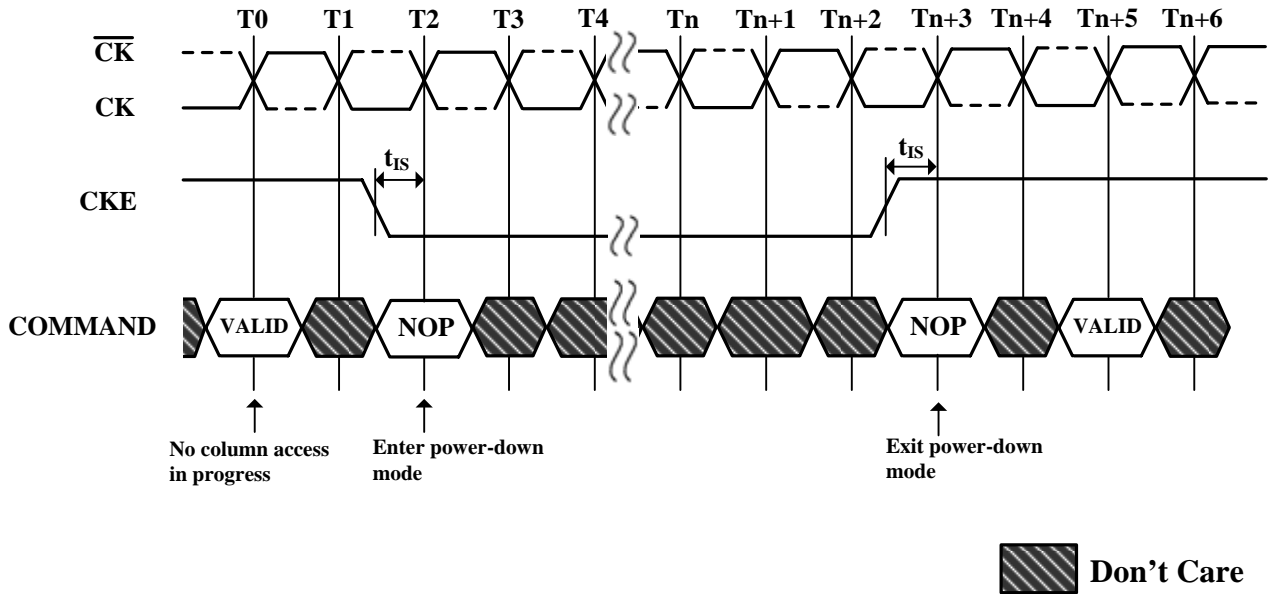 T0 T1 T2 T3 T4 Tn Tn+1 Tn+2 Tn+3 Tn+4 Tn+5 Tn+6
CK
CK
tIS tIS
CKE
COMMAND VALID NOP NOP VALID
No column access
in progress
Enter power-down
mode
Exit power-down
mode
Don't Care